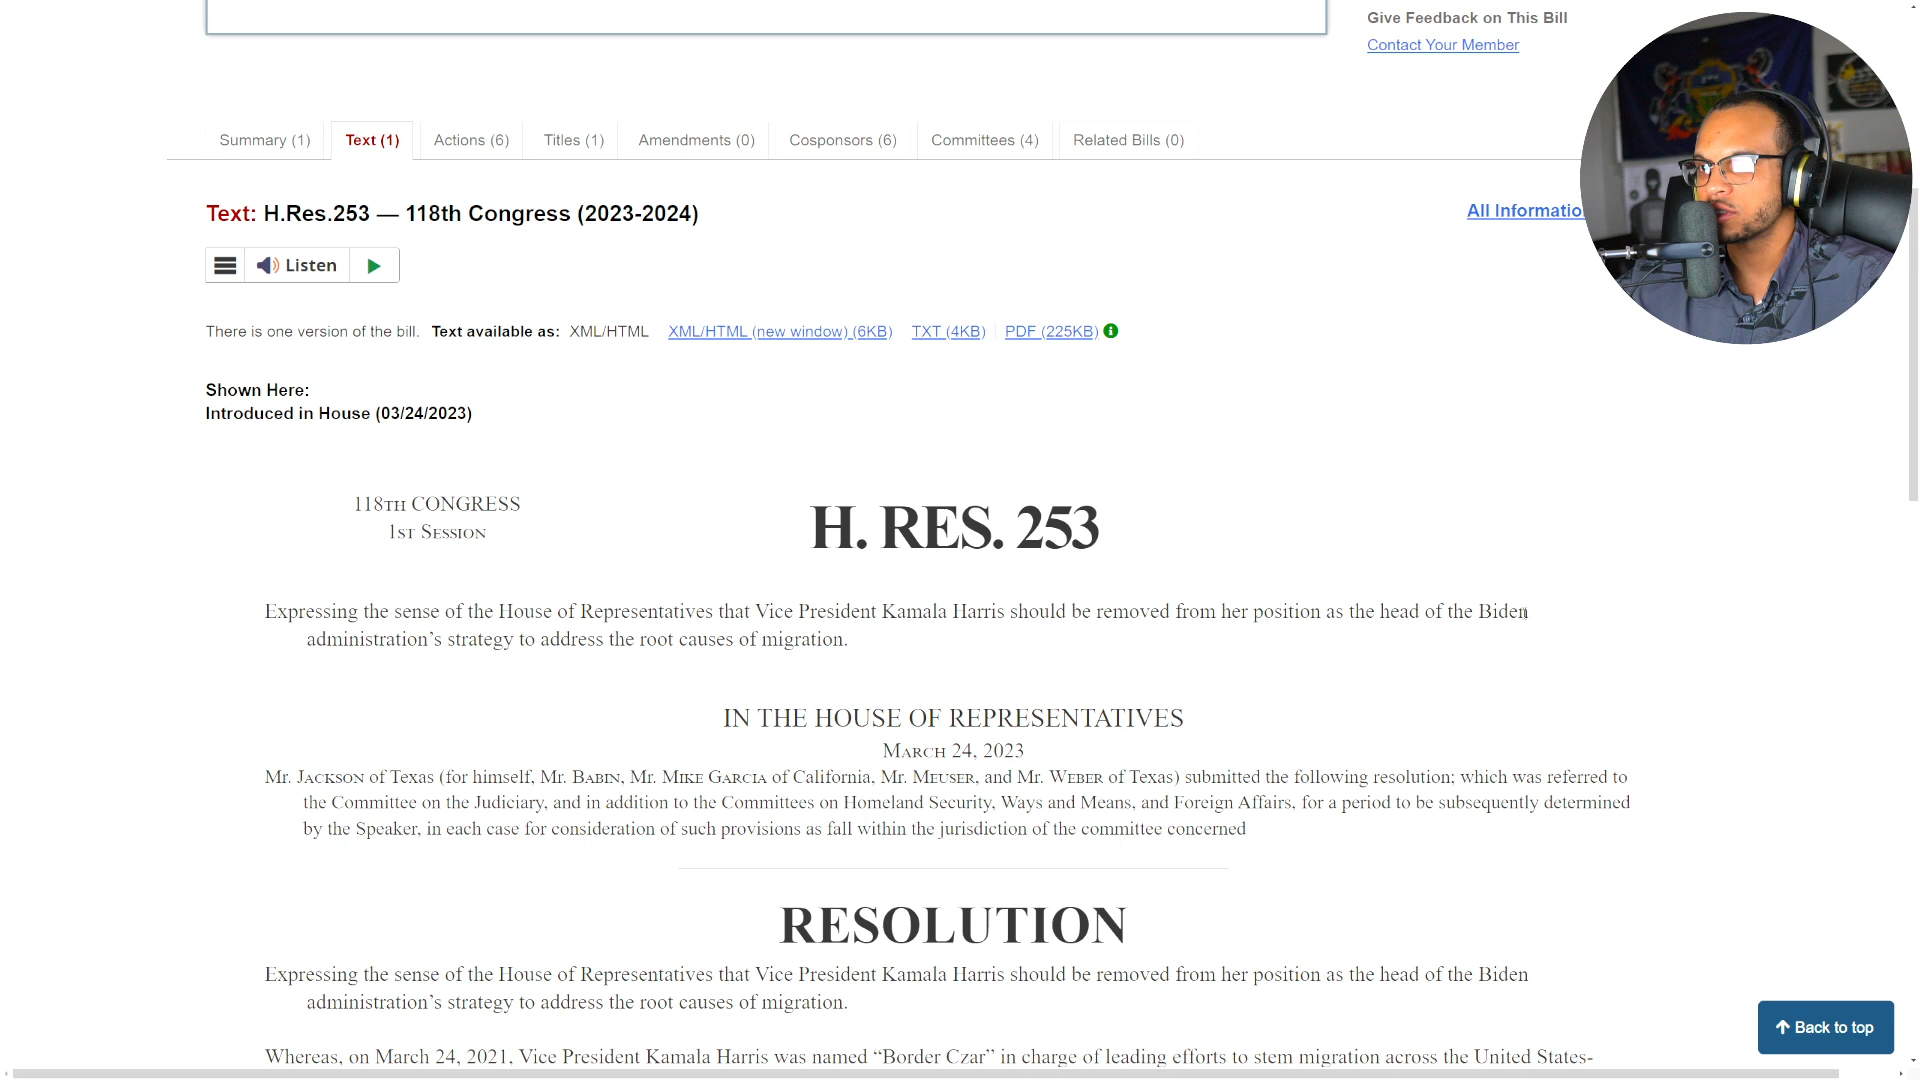 Give Feedback on This Bill
Contact Your Member
Summary (1) Text (1) Actions (6) Titles (1) Amendments (0) Cosponsors (6) Committees (4) Related Bills (0)
Text: H.Res.253 — 118th Congress (2023-2024)
All Informatio
Listen
There is one version of the bill. Text available as: XML/HTML XML/HTML (new window) (6KB) TXT (4KB) PDF (225KB)
Shown Here:
Introduced in House (03/24/2023)
118TH CONGRESS
1ST SESSION
H. RES. 253
Expressing the sense of the House of Representatives that Vice President Kamala Harris should be removed from her position as the head of the Biden
administration’s strategy to address the root causes of migration.
IN THE HOUSE OF REPRESENTATIVES
MARCH 24, 2023
Mr. JACKSON of Texas (for himself, Mr. BABIN, Mr. MIKE GARCIA of California, Mr. MEUSER, and Mr. WEBER of Texas) submitted the following resolution; which was referred to
the Committee on the Judiciary, and in addition to the Committees on Homeland Security, Ways and Means, and Foreign Affairs, for a period to be subsequently determined
by the Speaker, in each case for consideration of such provisions as fall within the jurisdiction of the committee concerned
RESOLUTION
Expressing the sense of the House of Representatives that Vice President Kamala Harris should be removed from her position as the head of the Biden
administration’s strategy to address the root causes of migration.
Whereas, on March 24, 2021, Vice President Kamala Harris was named “Border Czar” in charge of leading efforts to stem migration across the United States-
Back to top